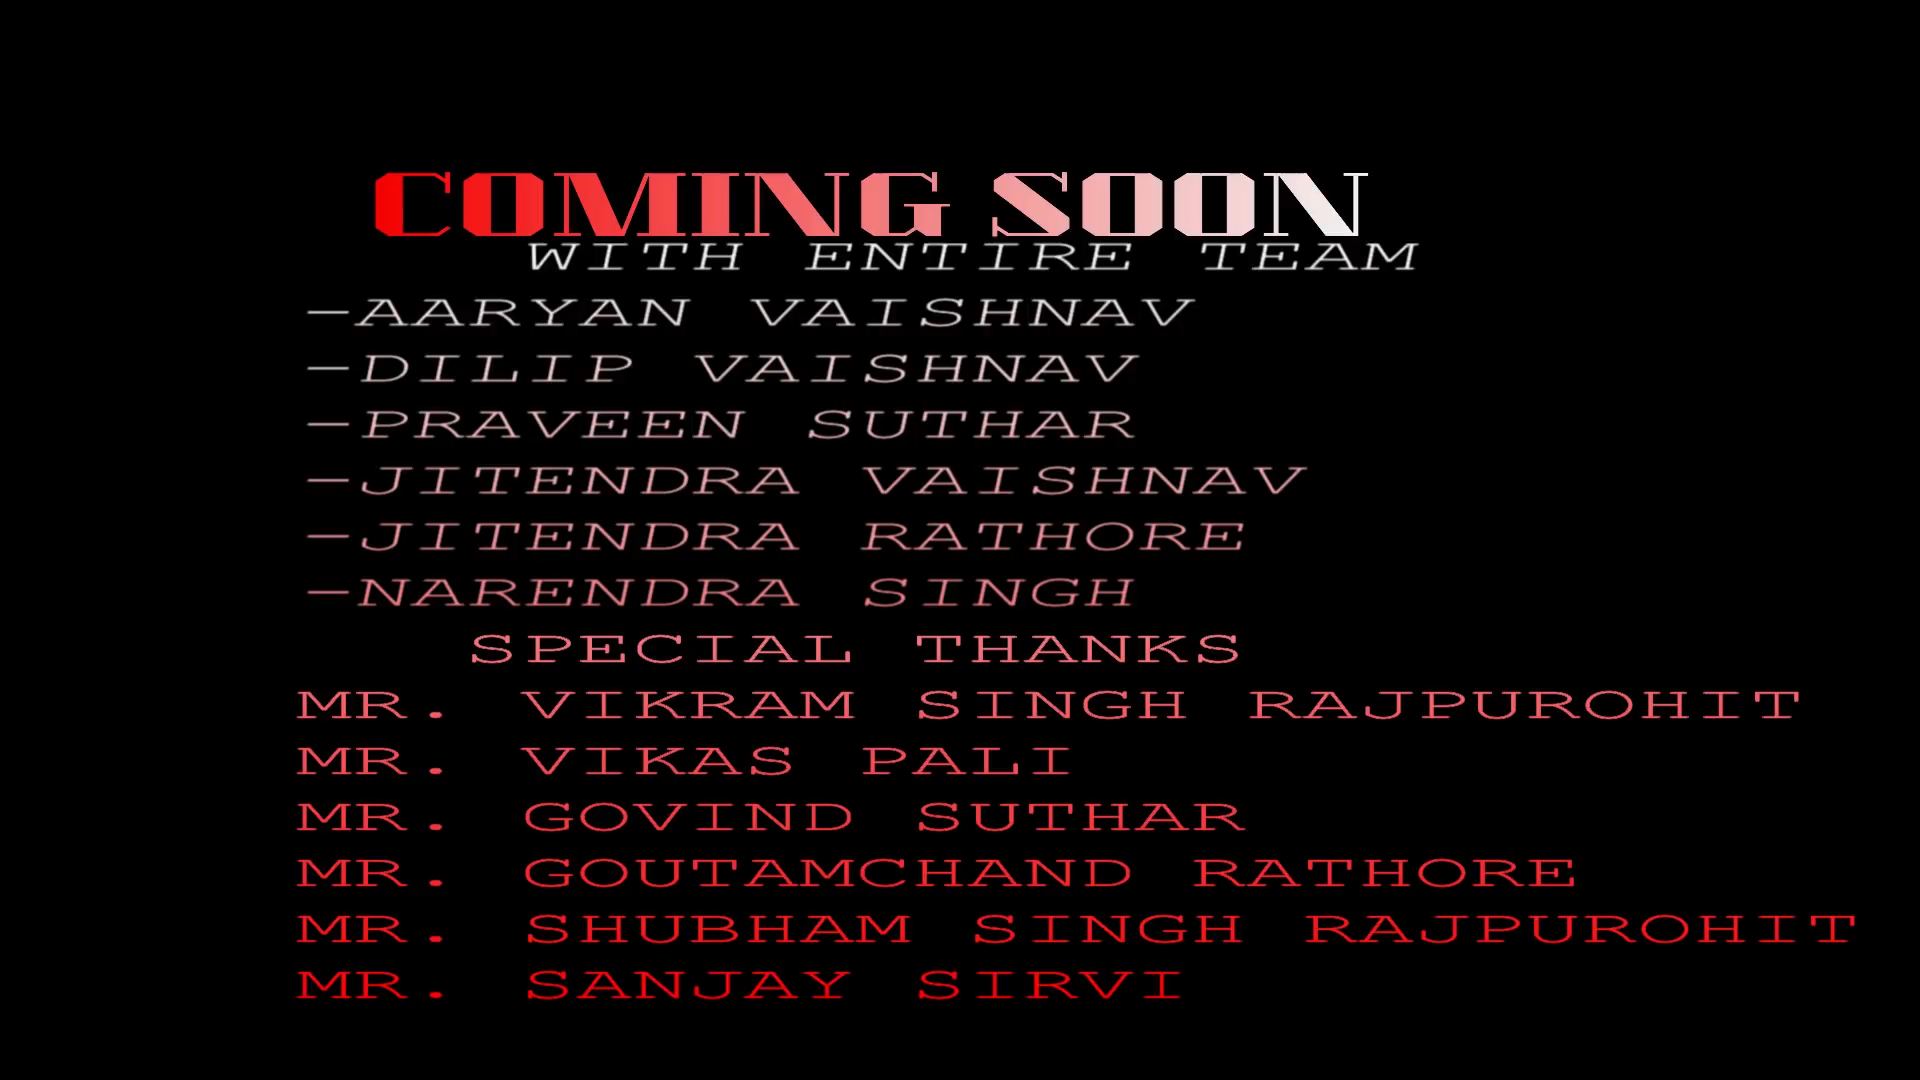 COMING SOON
WITH ENTIRE TEAM
-AARYAN VAISHNAV
-DILIP VAISHNAV
-PRAVEEN SUTHAR
-JITENDRA VAISHNAV
-JITENDRA RATHORE
-NARENDRA SINGH
SPECIAL THANKS
MR. VIKRAM SINGH RAJPUROHIT
MR. VIKAS PALI
MR. GOVIND SUTHAR
MR. GOUTAMCHAND RATHORE
MR. SHUBHAM SINGH RAJPUROHIT
MR. SANJAY SIRVI